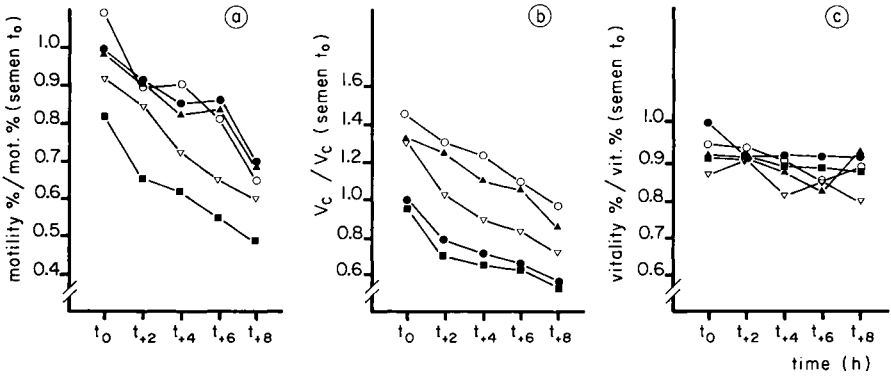 a
motility % / mot. % (semen t0)
1.0
0.9
0.8
0.7
0.6
0.5
0.4
t0 t+2 t+4 t+6 t+8
b
Vc / Vc (semen t0)
1.6
1.4
1.2
1.0
0.8
0.6
t0 t+2 t+4 t+6 t+8
c
vitality % / vit. % (semen t0)
1.0
0.9
0.8
0.7
0.6
t0 t+2 t+4 t+6 t+8
time (h)